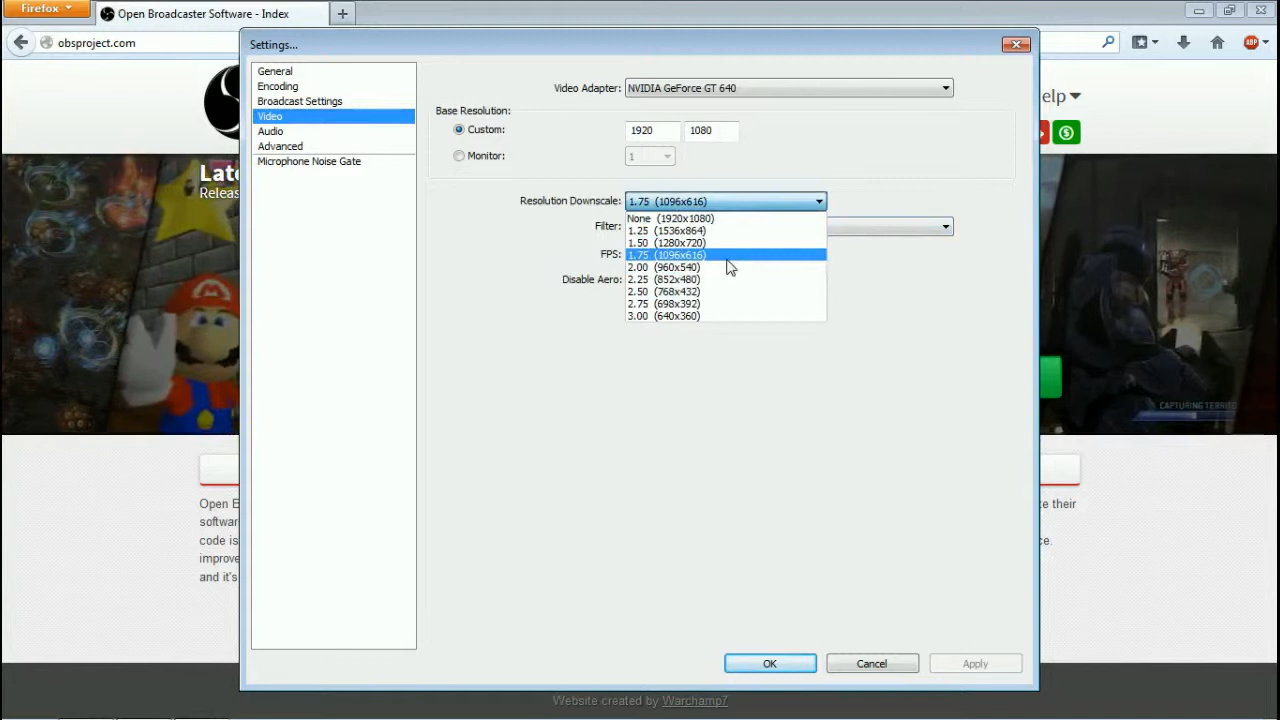 Firefox
Open Broadcaster Software - Index
obsproject.com
Settings...
General
Encoding
Broadcast Settings
Video
Audio
Advanced
Microphone Noise Gate
Video Adapter: NVIDIA GeForce GT 640
Base Resolution:
Custom: 1920 1080
Monitor: 1
Resolution Downscale: 1.75 (1096x616)
None (1920x1080)
1.25 (1536x864)
1.50 (1280x720)
1.75 (1096x616)
2.00 (960x540)
2.25 (852x480)
2.50 (768x432)
2.75 (698x392)
3.00 (640x360)
Filter:
FPS:
Disable Aero:
OK Cancel Apply
ABP
elp
Late
Releas
CAPTURING TERRITO
Open E
softwa
code is
improve
and it's
te their
ce.
Website created by Warchamp7